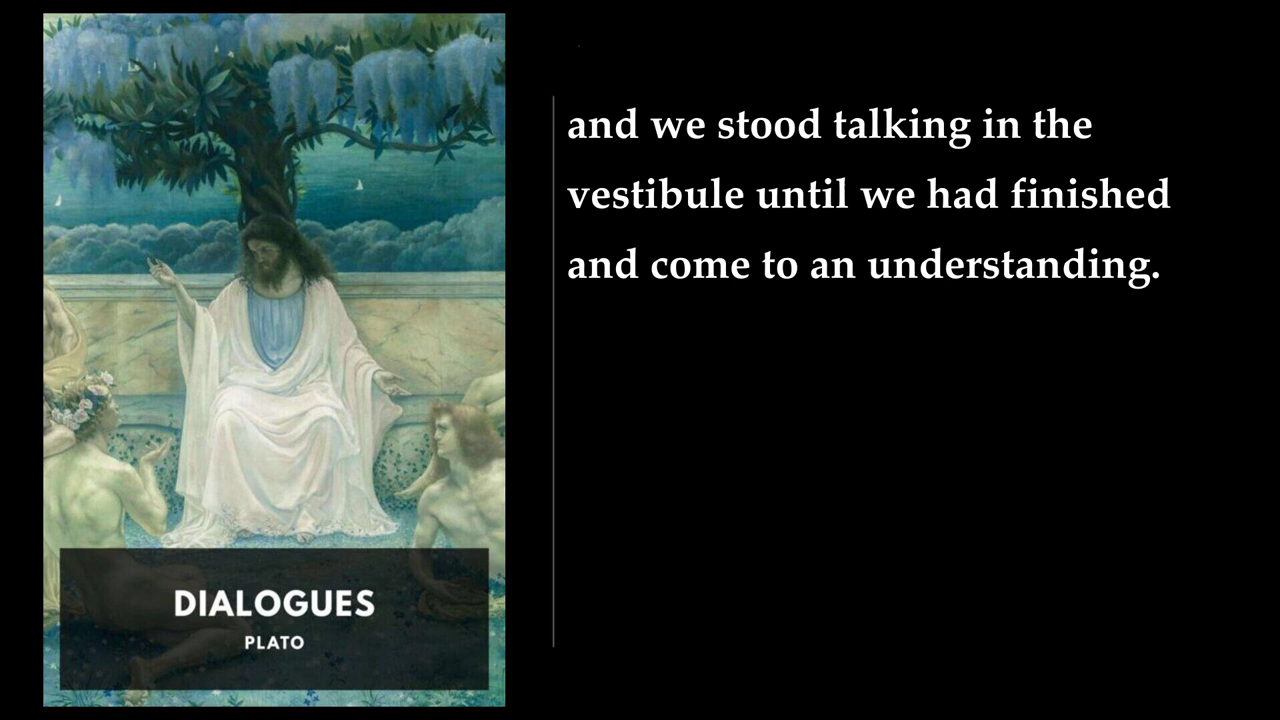 and we stood talking in the
vestibule until we had finished
and come to an understanding.
DIALOGUES
PLATO